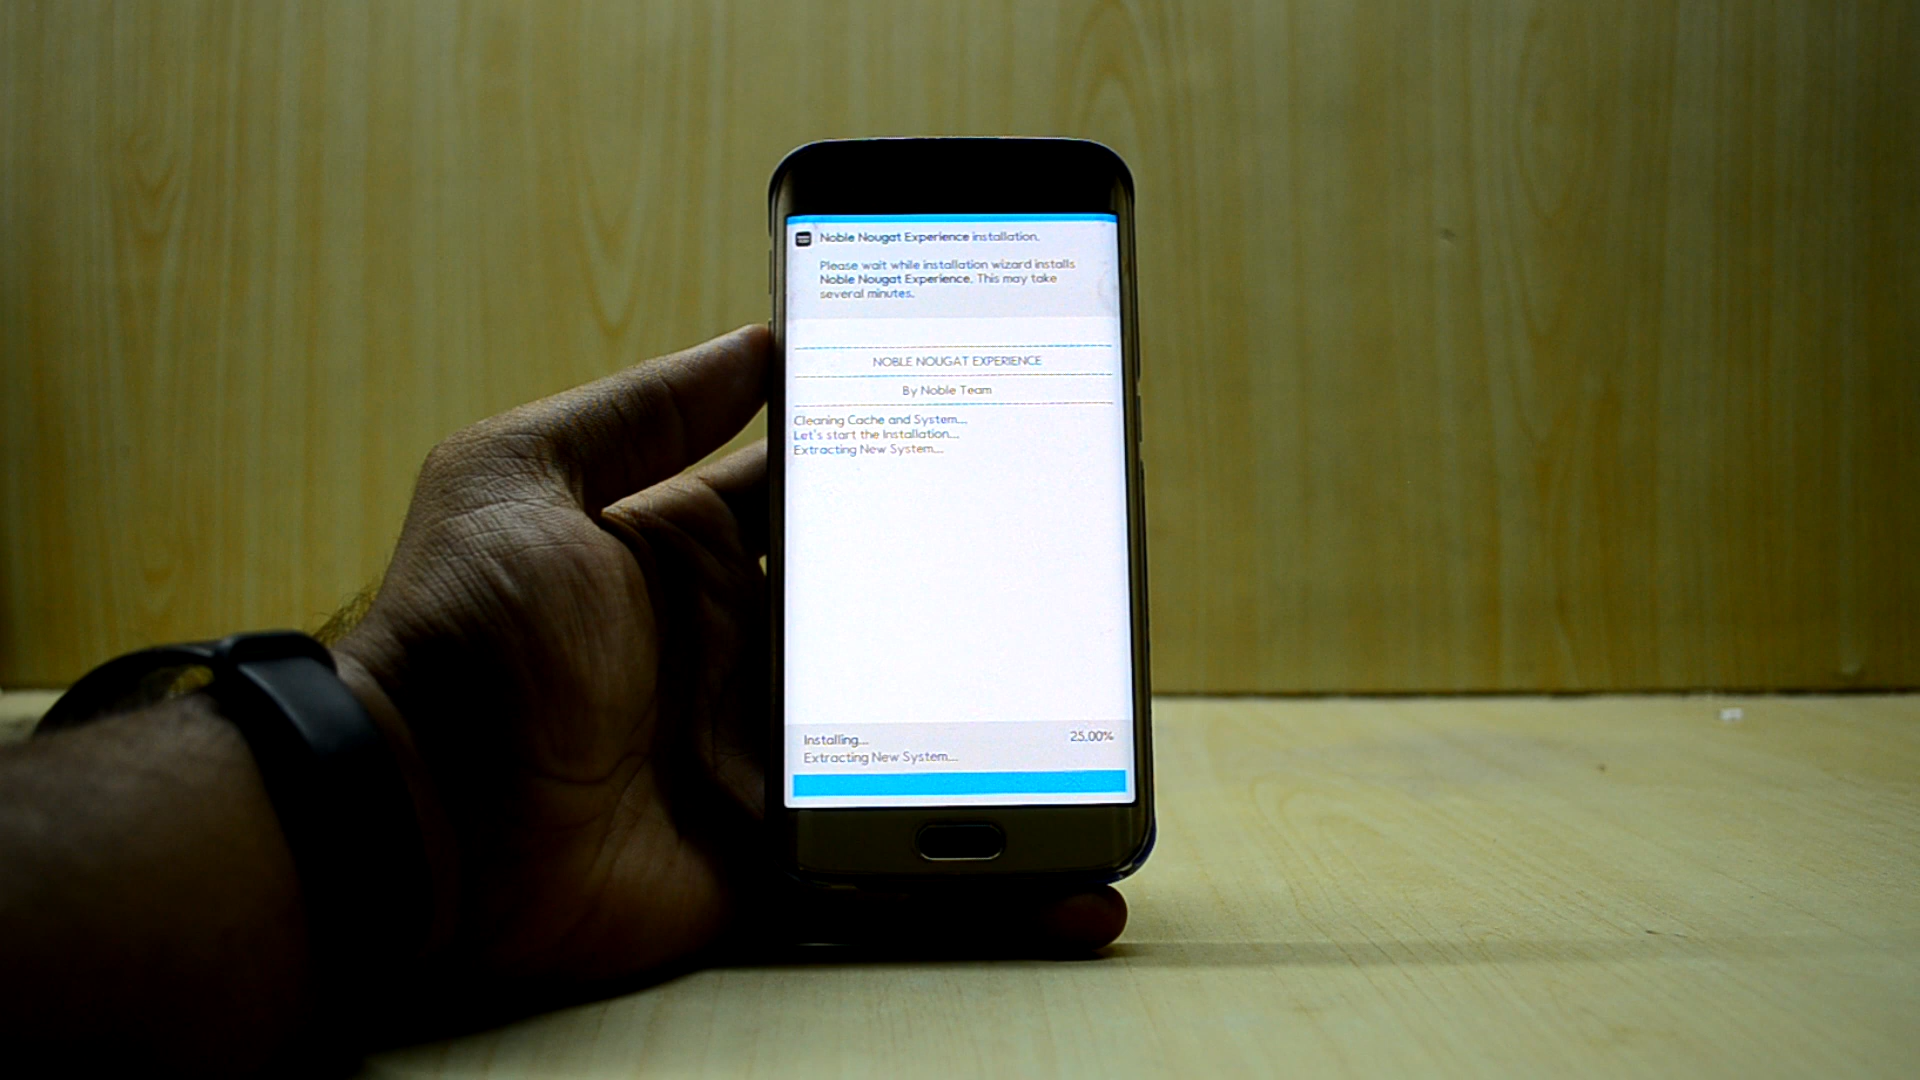 Noble Nougat Experience installation.
Please wait while installation wizard installs
Noble Nougat Experience. This may take
several minutes.
NOBLE NOUGAT EXPERIENCE
By Noble Team
Cleaning Cache and System...
Let's start the Installation...
Extracting New System...
Installing...
25.00%
Extracting New System...